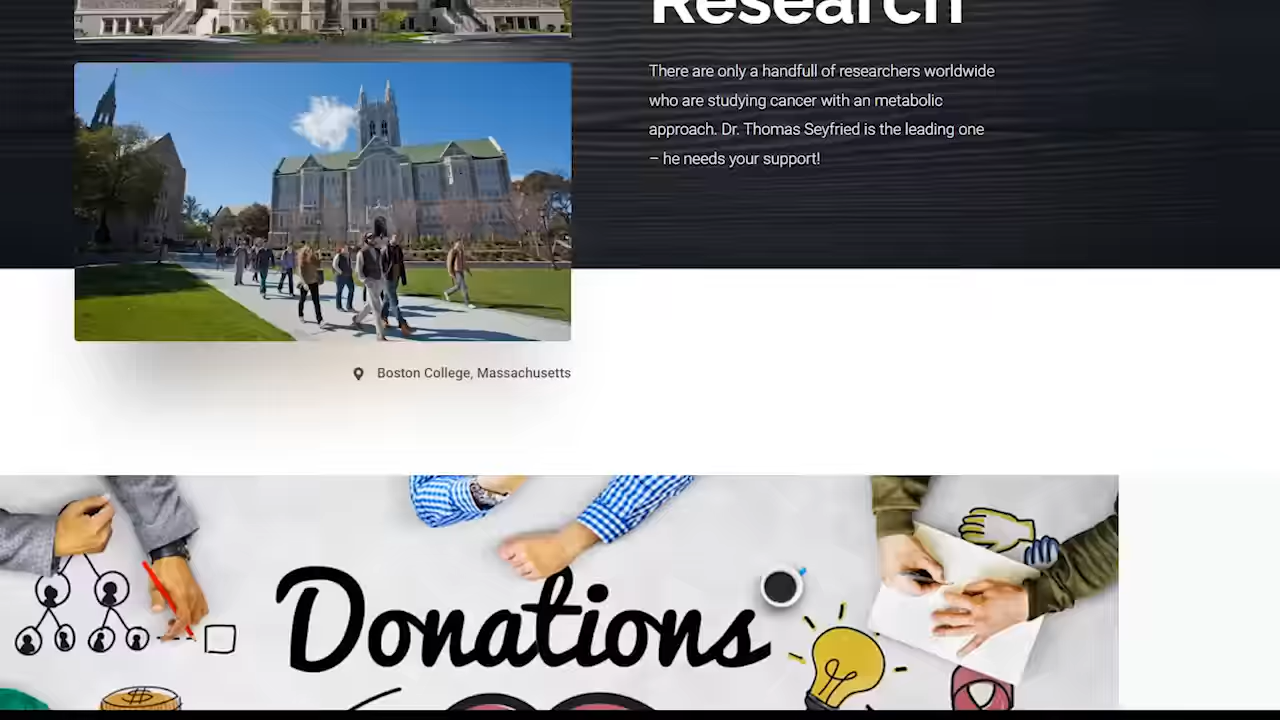 Research
There are only a handfull of researchers worldwide
who are studying cancer with an metabolic
approach. Dr. Thomas Seyfried is the leading one
– he needs your support!
Boston College, Massachusetts
Donations